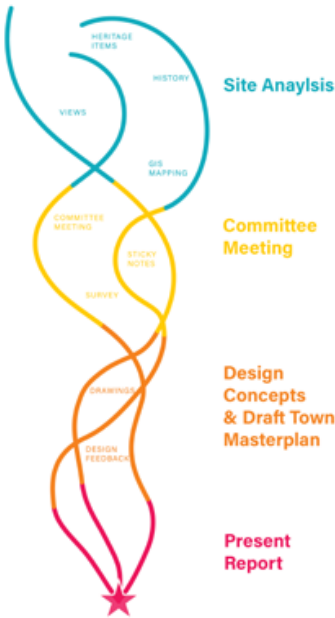 HERITAGE
ITEMS
HISTORY
Site Anaylsis
VIEWS
GIS
MAPPING
COMMITTEE
MEETING
Committee
Meeting
STICKY
NOTES
SURVEY
Design
Concepts
& Draft Town
Masterplan
DRAWINGS
DESIGN
FEEDBACK
Present
Report